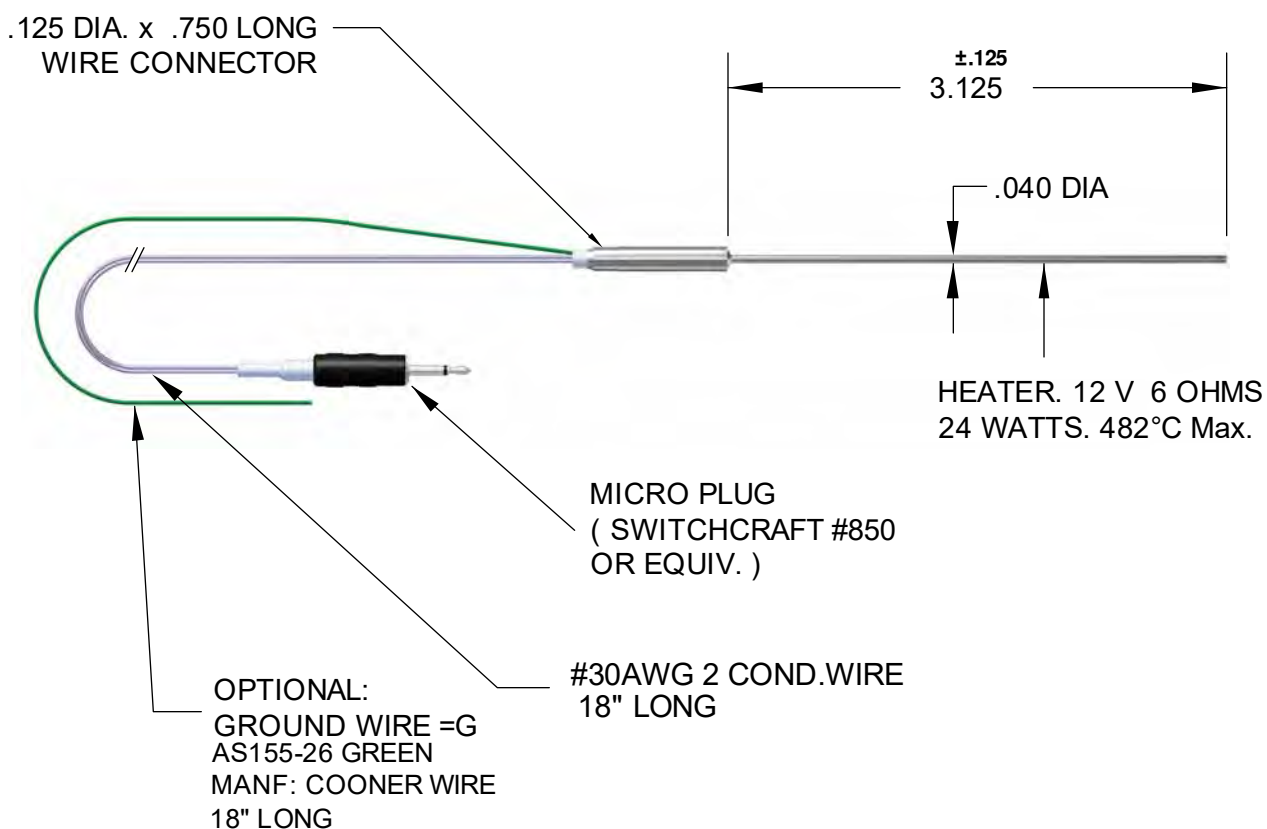 .125 DIA. x .750 LONG
WIRE CONNECTOR
±.125
3.125
.040 DIA
HEATER. 12 V 6 OHMS
24 WATTS. 482°C Max.
MICRO PLUG
( SWITCHCRAFT #850
OR EQUIV. )
#30AWG 2 COND.WIRE
18" LONG
OPTIONAL:
GROUND WIRE =G
AS155-26 GREEN
MANF: COONER WIRE
18" LONG